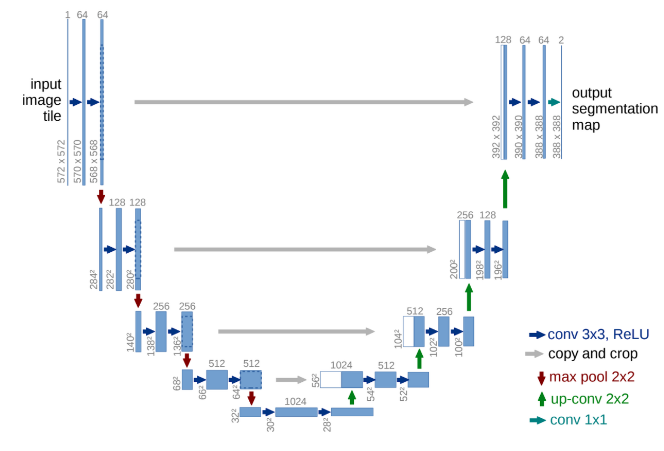 1 64 64
128 64 64 2
input
image
tile
output
segmentation
map
572 x 572
570 x 570
568 x 568
392 x 392
390 x 390
388 x 388
388 x 388
128 128
256 128
284²
282²
280²
200²
198²
196²
256 256
512 256
140²
138²
136²
104²
102²
100²
conv 3x3, ReLU
copy and crop
max pool 2x2
up-conv 2x2
conv 1x1
512 512
1024 512
68²
66²
64²
56²
54²
52²
1024
32²
30²
28²